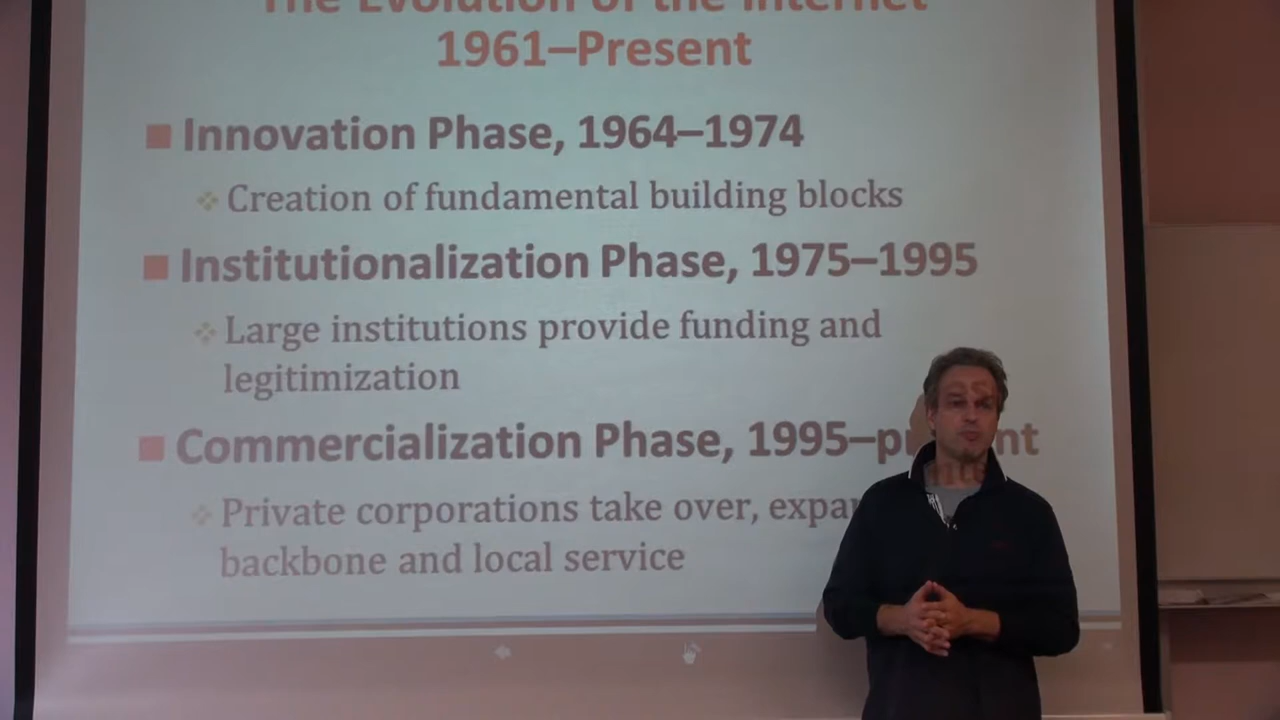 The Evolution of the Internet
1961–Present
Innovation Phase, 1964–1974
Creation of fundamental building blocks
Institutionalization Phase, 1975–1995
Large institutions provide funding and
legitimization
Commercialization Phase, 1995–present
Private corporations take over,
backbone and local service